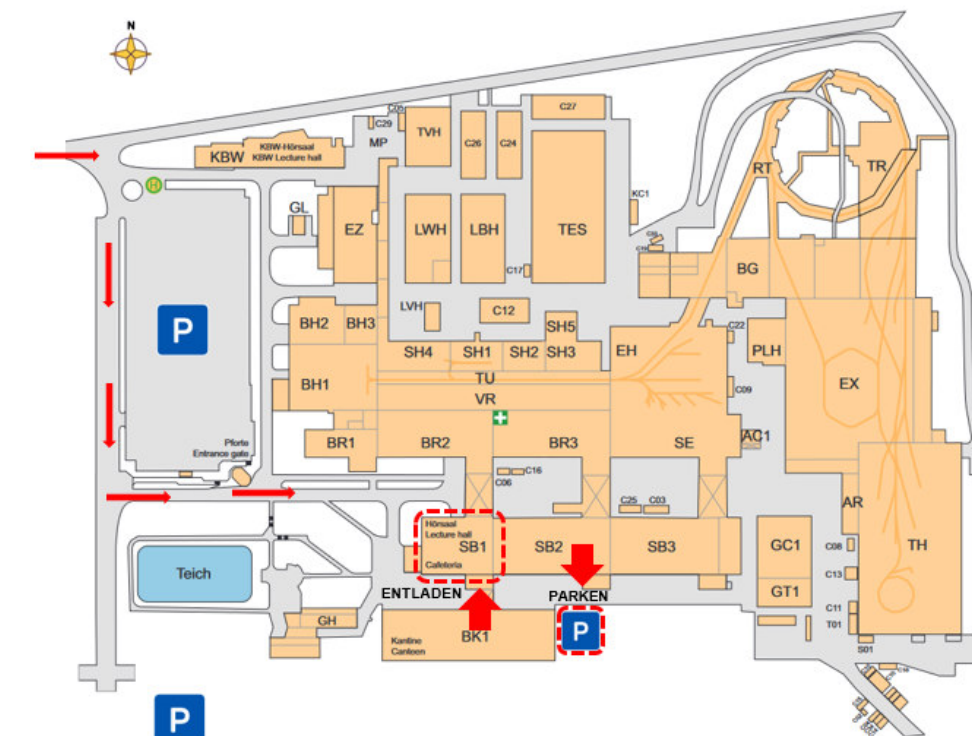 N
C05
C29
MP
TVH
C26
C24
C27
KBW
KBW-Hörsaal
KBW Lecture hall
H
GL
EZ
LWH
LBH
TES
KC1
RT
TR
C17
BG
LVH
C12
P
BH2
BH3
SH5
SH4
SH1
SH2
SH3
EH
C22
PLH
BH1
TU
VR
C09
EX
BR1
BR2
BR3
SE
AC1
Pforte
Entrance gate
C06
C16
C25
C03
AR
Hörsaal
Lecture hall
SB1
SB2
SB3
Cafeteria
GC1
C08
TH
Teich
C13
ENTLADEN
PARKEN
GT1
C11
T01
GH
BK1
P
Kantine
Canteen
S01
P